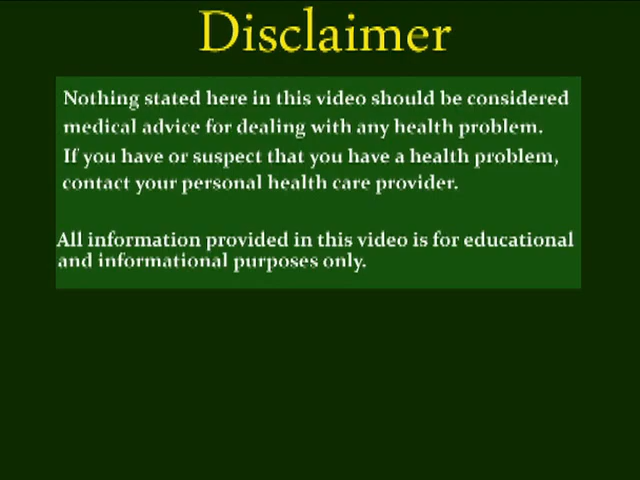 Disclaimer
Nothing stated here in this video should be considered
medical advice for dealing with any health problem.
If you have or suspect that you have a health problem,
contact your personal health care provider.
All information provided in this video is for educational
and informational purposes only.